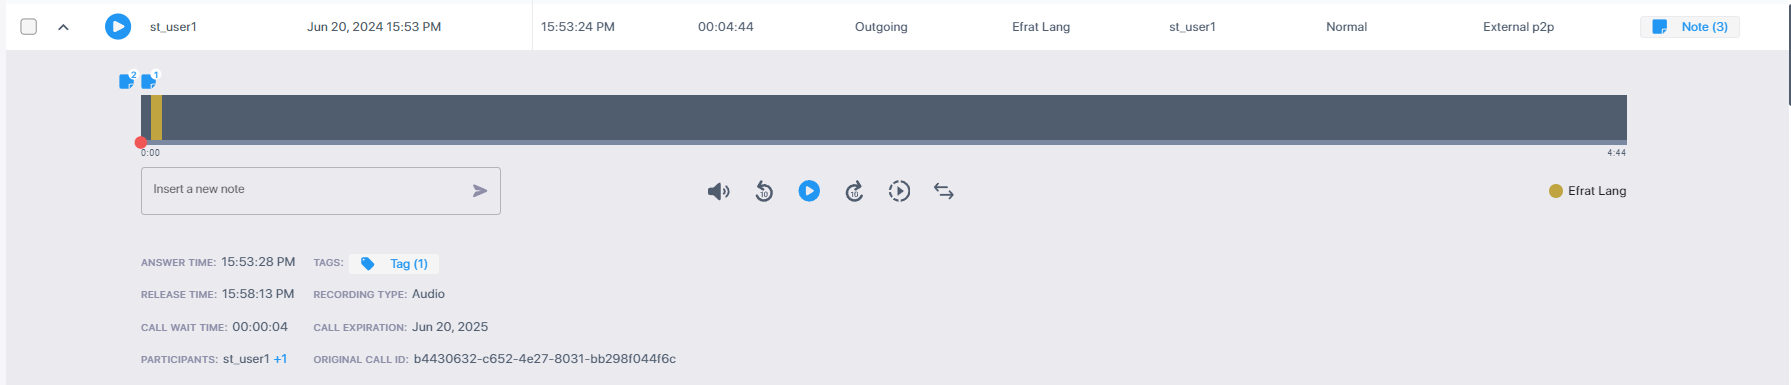 st_user1 Jun 20, 2024 15:53 PM 15:53:24 PM 00:04:44 Outgoing Efrat Lang st_user1 Normal External p2p Note (3)
2 1
0:00 4:44
Insert a new note 10 10 Efrat Lang
ANSWER TIME: 15:53:28 PM TAGS: Tag (1)
RELEASE TIME: 15:58:13 PM RECORDING TYPE: Audio
CALL WAIT TIME: 00:00:04 CALL EXPIRATION: Jun 20, 2025
PARTICIPANTS: st_user1 +1 ORIGINAL CALL ID: b4430632-c652-4e27-8031-bb298f044f6c